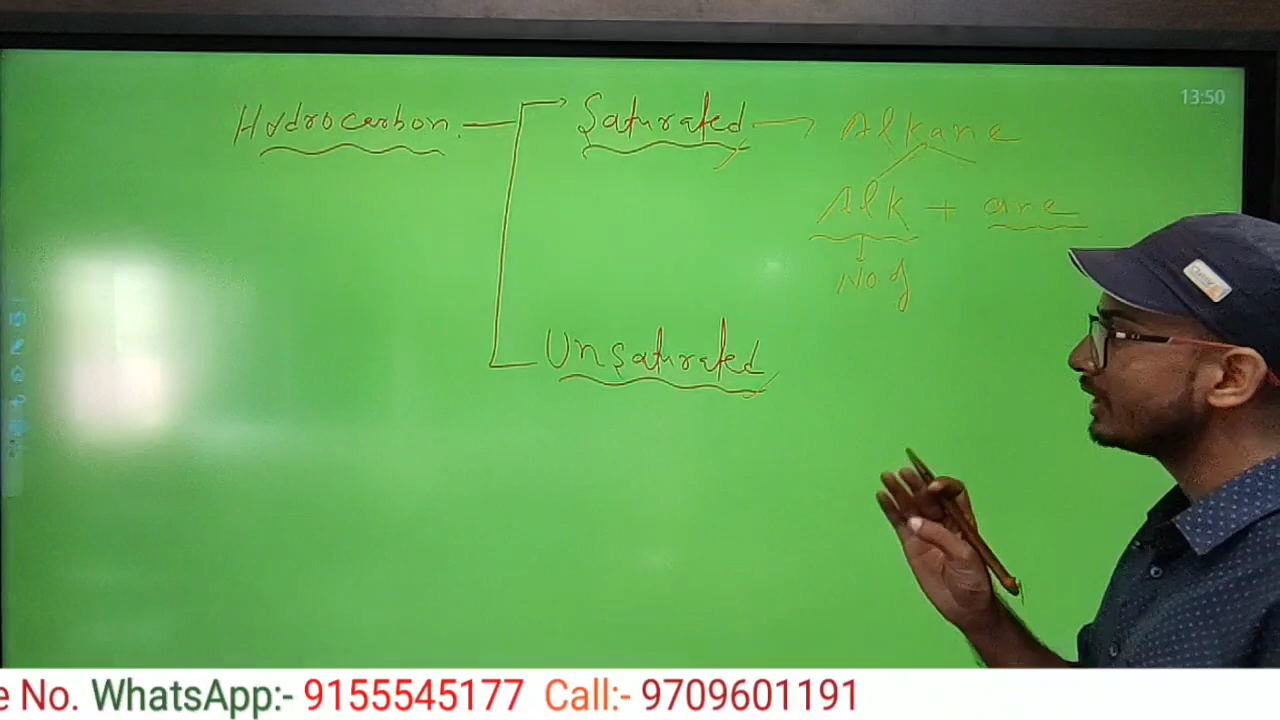 13:50
Hydrocarbon
Saturated
Alkane
Alk + ane
No of
Unsaturated
e No. WhatsApp:- 9155545177 Call:- 9709601191